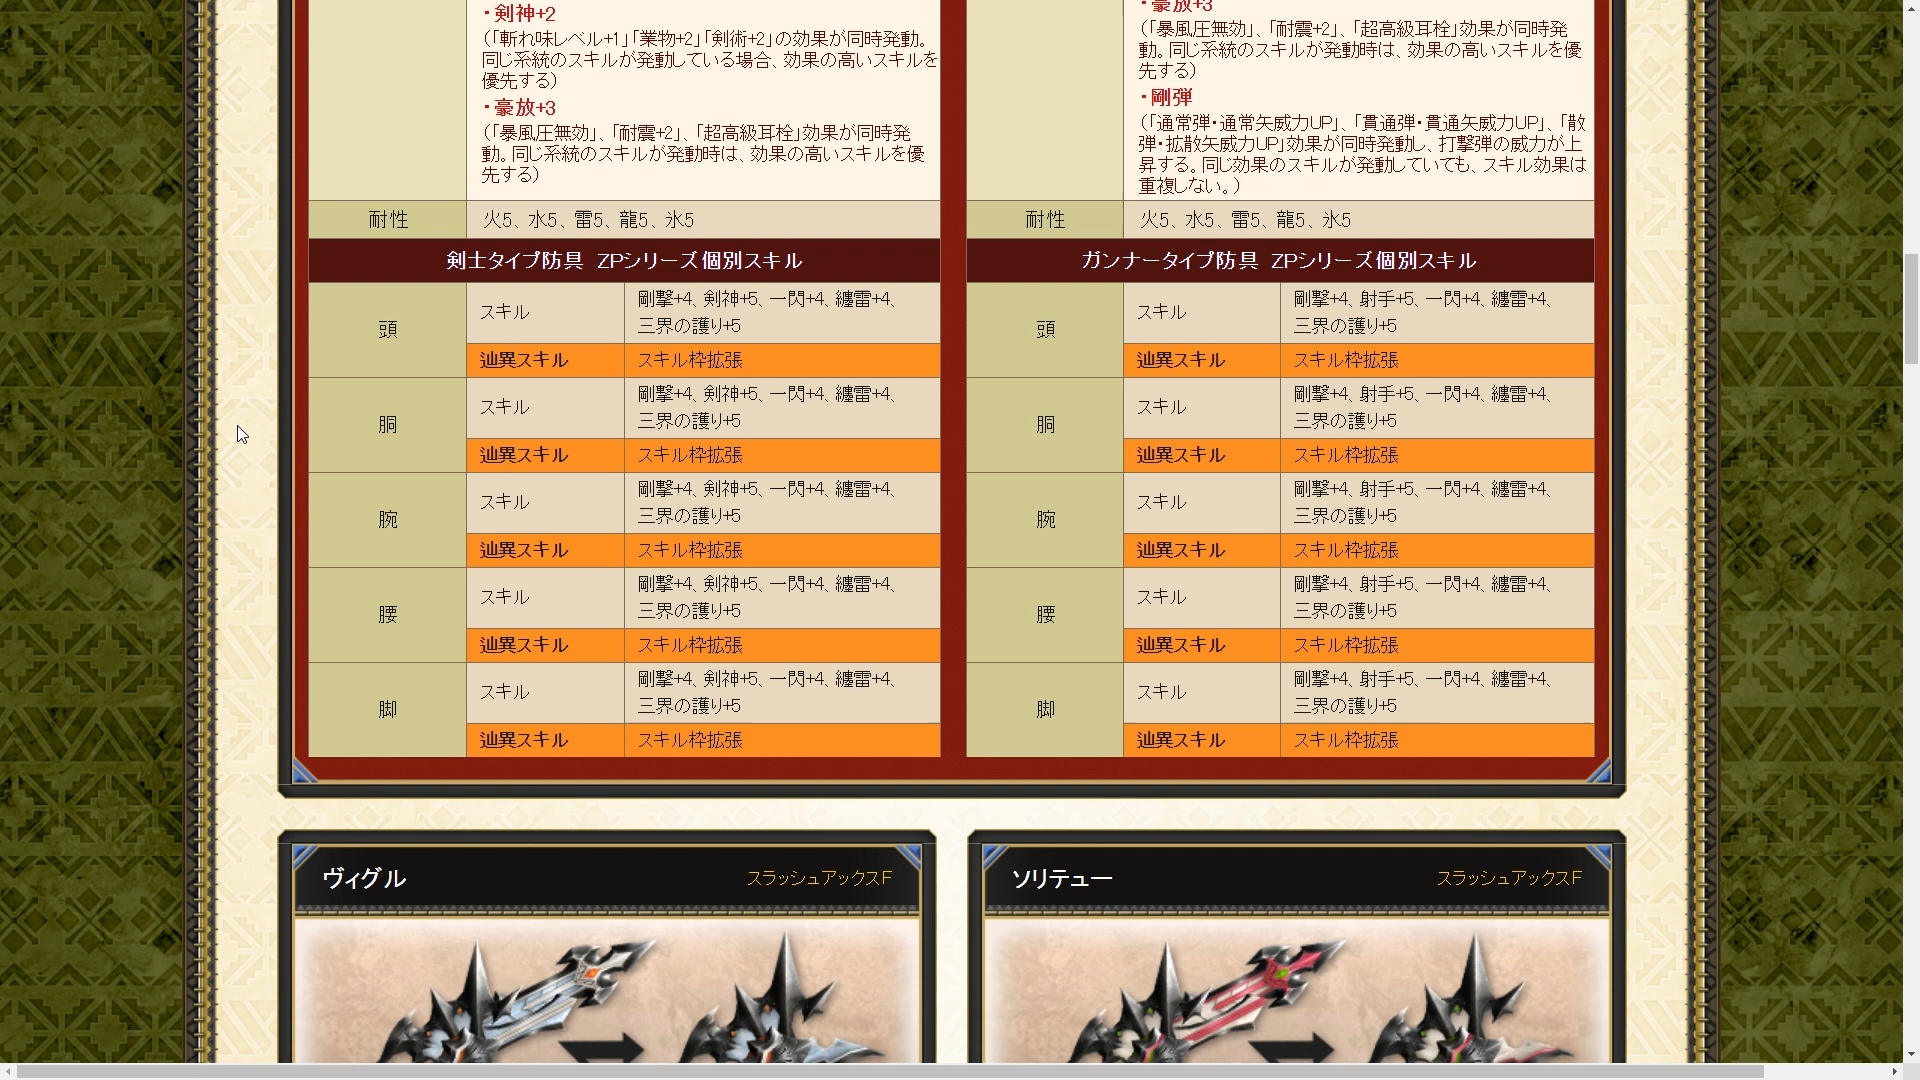 ・剣神+2
(「斬れ味レベル+1」「業物+2」「剣術+2」の効果が同時発動。
同じ系統のスキルが発動している場合、効果の高いスキルを
優先する)
・豪放+3
(「暴風圧無効」、「耐震+2」、「超高級耳栓」効果が同時発
動。同じ系統のスキルが発動時は、効果の高いスキルを優
先する)
耐性
火5、水5、雷5、龍5、氷5
剣士タイプ防具 ZPシリーズ個別スキル
頭
スキル
剛撃+4、剣神+5、一閃+4、纏雷+4、
三界の護り+5
辿異スキル
スキル枠拡張
胴
スキル
剛撃+4、剣神+5、一閃+4、纏雷+4、
三界の護り+5
辿異スキル
スキル枠拡張
腕
スキル
剛撃+4、剣神+5、一閃+4、纏雷+4、
三界の護り+5
辿異スキル
スキル枠拡張
腰
スキル
剛撃+4、剣神+5、一閃+4、纏雷+4、
三界の護り+5
辿異スキル
スキル枠拡張
脚
スキル
剛撃+4、剣神+5、一閃+4、纏雷+4、
三界の護り+5
辿異スキル
スキル枠拡張
・豪放+3
(「暴風圧無効」、「耐震+2」、「超高級耳栓」効果が同時発
動。同じ系統のスキルが発動時は、効果の高いスキルを優
先する)
・剛弾
(「通常弾・通常矢威力UP」、「貫通弾・貫通矢威力UP」、「散
弾・拡散矢威力UP」効果が同時発動し、打撃弾の威力が上
昇する。同じ効果のスキルが発動していても、スキル効果は
重複しない。)
耐性
火5、水5、雷5、龍5、氷5
ガンナータイプ防具 ZPシリーズ個別スキル
頭
スキル
剛撃+4、射手+5、一閃+4、纏雷+4、
三界の護り+5
辿異スキル
スキル枠拡張
胴
スキル
剛撃+4、射手+5、一閃+4、纏雷+4、
三界の護り+5
辿異スキル
スキル枠拡張
腕
スキル
剛撃+4、射手+5、一閃+4、纏雷+4、
三界の護り+5
辿異スキル
スキル枠拡張
腰
スキル
剛撃+4、射手+5、一閃+4、纏雷+4、
三界の護り+5
辿異スキル
スキル枠拡張
脚
スキル
剛撃+4、射手+5、一閃+4、纏雷+4、
三界の護り+5
辿異スキル
スキル枠拡張
ヴィグル
スラッシュアックスF
ソリテュー
スラッシュアックスF